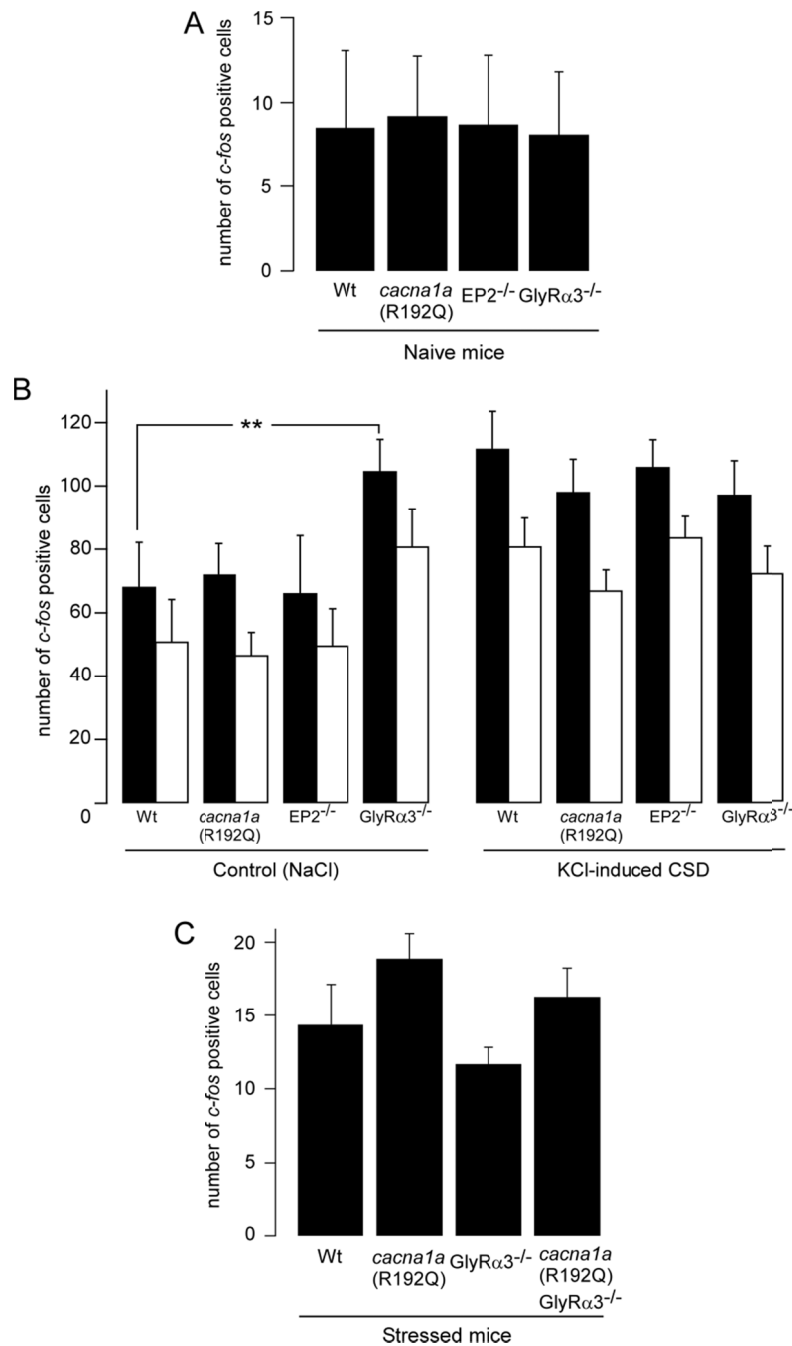 A
number of c-fos positive cells
15
10
5
0
Wt
cacna1a
(R192Q)
EP2-/-
GlyRα3-/-
Naive mice
B
number of c-fos positive cells
120
100
80
60
40
20
0
**
Wt
cacna1a
(R192Q)
EP2-/-
GlyRα3-/-
Control (NaCl)
Wt
cacna1a
(R192Q)
EP2-/-
GlyRα3-/-
KCl-induced CSD
C
number of c-fos positive cells
20
15
10
5
0
Wt
cacna1a
(R192Q)
GlyRα3-/-
cacna1a
(R192Q)
GlyRα3-/-
Stressed mice